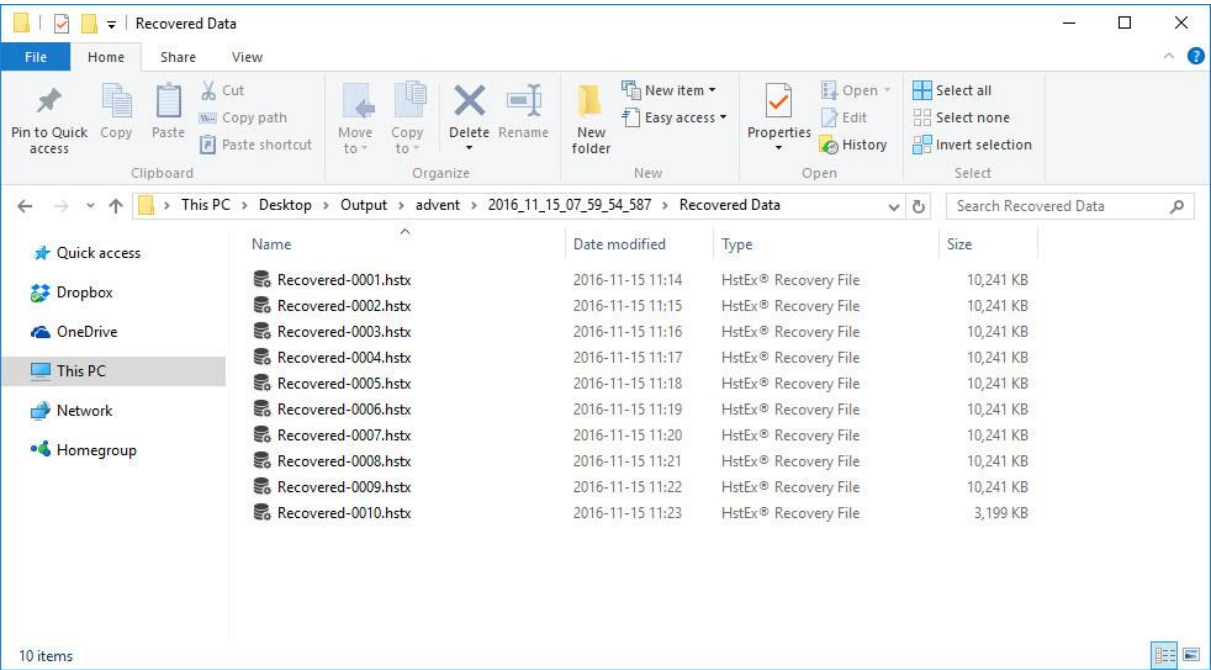 Recovered Data
File Home Share View
Pin to Quick access
Copy
Paste
Cut
Copy path
Paste shortcut
Clipboard
Move to
Copy to
Delete
Rename
Organize
New folder
New item
Easy access
New
Properties
Open
Edit
History
Open
Select all
Select none
Invert selection
Select
This PC > Desktop > Output > advent > 2016_11_15_07_59_54_587 > Recovered Data
Search Recovered Data
Quick access
Dropbox
OneDrive
This PC
Network
Homegroup
Name Date modified Type Size
Recovered-0001.hstx 2016-11-15 11:14 HstEx® Recovery File 10,241 KB
Recovered-0002.hstx 2016-11-15 11:15 HstEx® Recovery File 10,241 KB
Recovered-0003.hstx 2016-11-15 11:16 HstEx® Recovery File 10,241 KB
Recovered-0004.hstx 2016-11-15 11:17 HstEx® Recovery File 10,241 KB
Recovered-0005.hstx 2016-11-15 11:18 HstEx® Recovery File 10,241 KB
Recovered-0006.hstx 2016-11-15 11:19 HstEx® Recovery File 10,241 KB
Recovered-0007.hstx 2016-11-15 11:20 HstEx® Recovery File 10,241 KB
Recovered-0008.hstx 2016-11-15 11:21 HstEx® Recovery File 10,241 KB
Recovered-0009.hstx 2016-11-15 11:22 HstEx® Recovery File 10,241 KB
Recovered-0010.hstx 2016-11-15 11:23 HstEx® Recovery File 3,199 KB
10 items